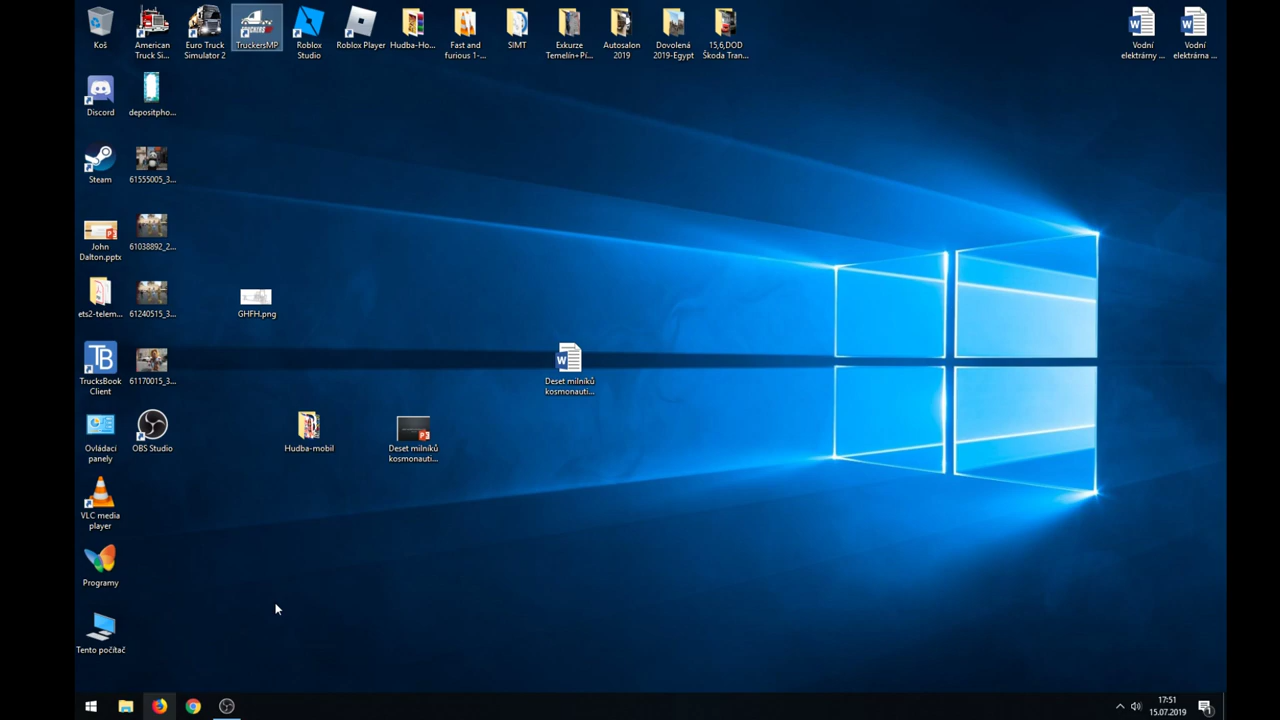 Koš
American
Truck Si...
Euro Truck
Simulator 2
TruckersMP
Roblox
Studio
Roblox Player
Hudba-Ho...
Fast and
furious 1-...
SIMT
Exkurze
Temelín+Pí...
Autosalon
2019
Dovolená
2019-Egypt
15,6,DOD
Škoda Tran...
Vodní
elektrárny ...
Vodní
elektrárna ...
Discord
depositpho...
Steam
61555005_3...
John
Dalton.pptx
61038892_2...
ets2-telem...
61240515_3...
GHFH.png
TB
TrucksBook
Client
61170015_3...
Deset milníků
kosmonauti...
Ovládací
panely
OBS Studio
Hudba-mobil
Deset milníků
kosmonauti...
VLC media
player
Programy
Tento počítač
17:51
15.07.2019
1